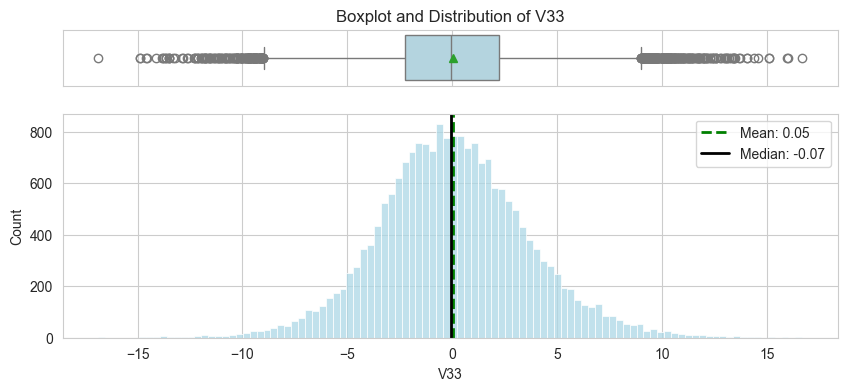 Boxplot and Distribution of V33
Mean: 0.05
Median: -0.07
800
600
400
200
0
Count
−15
−10
−5
0
5
10
15
V33